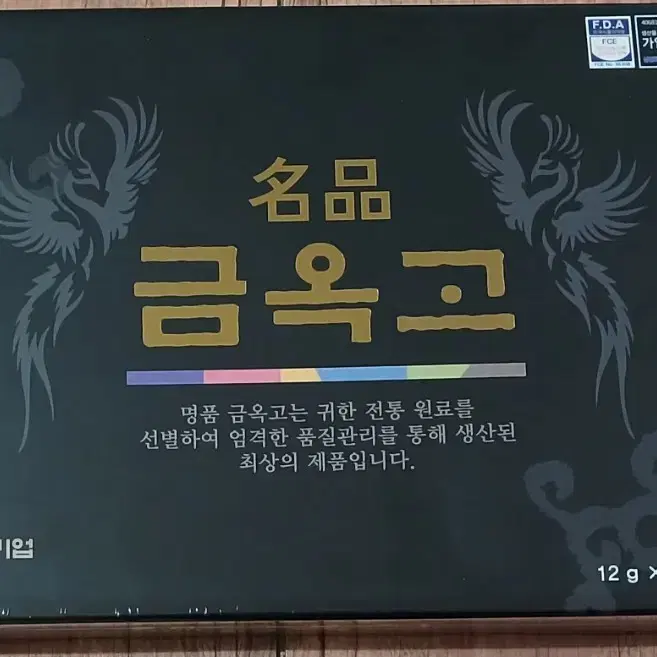 F.D.A
FCE
名品
금옥고
명품 금옥고는 귀한 전통 원료를
선별하여 엄격한 품질관리를 통해 생산된
최상의 제품입니다.
기업
12 g ×